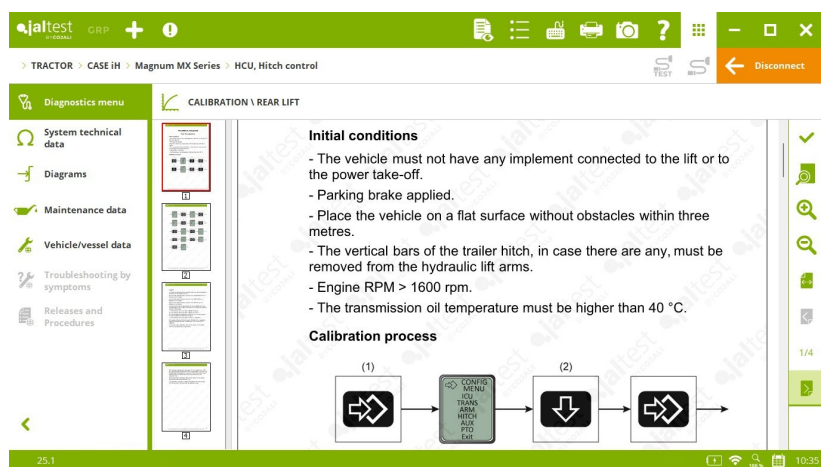 jaltest
BY COJALI
GRP
> TRACTOR > CASE iH > Magnum MX Series > HCU, Hitch control
TEST
Disconnect
Diagnostics menu
CALIBRATION \ REAR LIFT
System technical
data
Diagrams
Maintenance data
Vehicle/vessel data
Troubleshooting by
symptoms
Releases and
Procedures
1
2
3
4
Initial conditions
- The vehicle must not have any implement connected to the lift or to
the power take-off.
- Parking brake applied.
- Place the vehicle on a flat surface without obstacles within three
metres.
- The vertical bars of the trailer hitch, in case there are any, must be
removed from the hydraulic lift arms.
- Engine RPM > 1600 rpm.
- The transmission oil temperature must be higher than 40 °C.
Calibration process
(1)
(2)
CONFIG
MENU
ICU
TRANS
ARM
HITCH
AUX
PTO
Exit
1/4
25.1
100 %
10:35